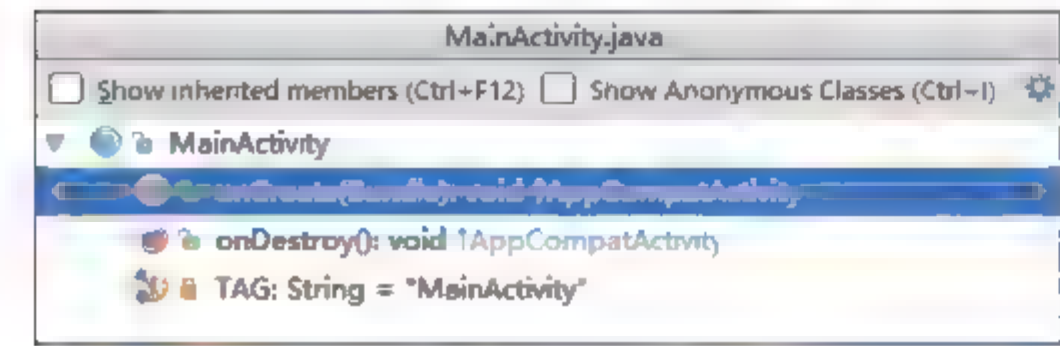 MainActivity.java
Show inherited members (Ctrl+F12) Show Anonymous Classes (Ctrl+I)
MainActivity
onDestroy(): void ↑AppCompatActivity
TAG: String = "MainActivity"